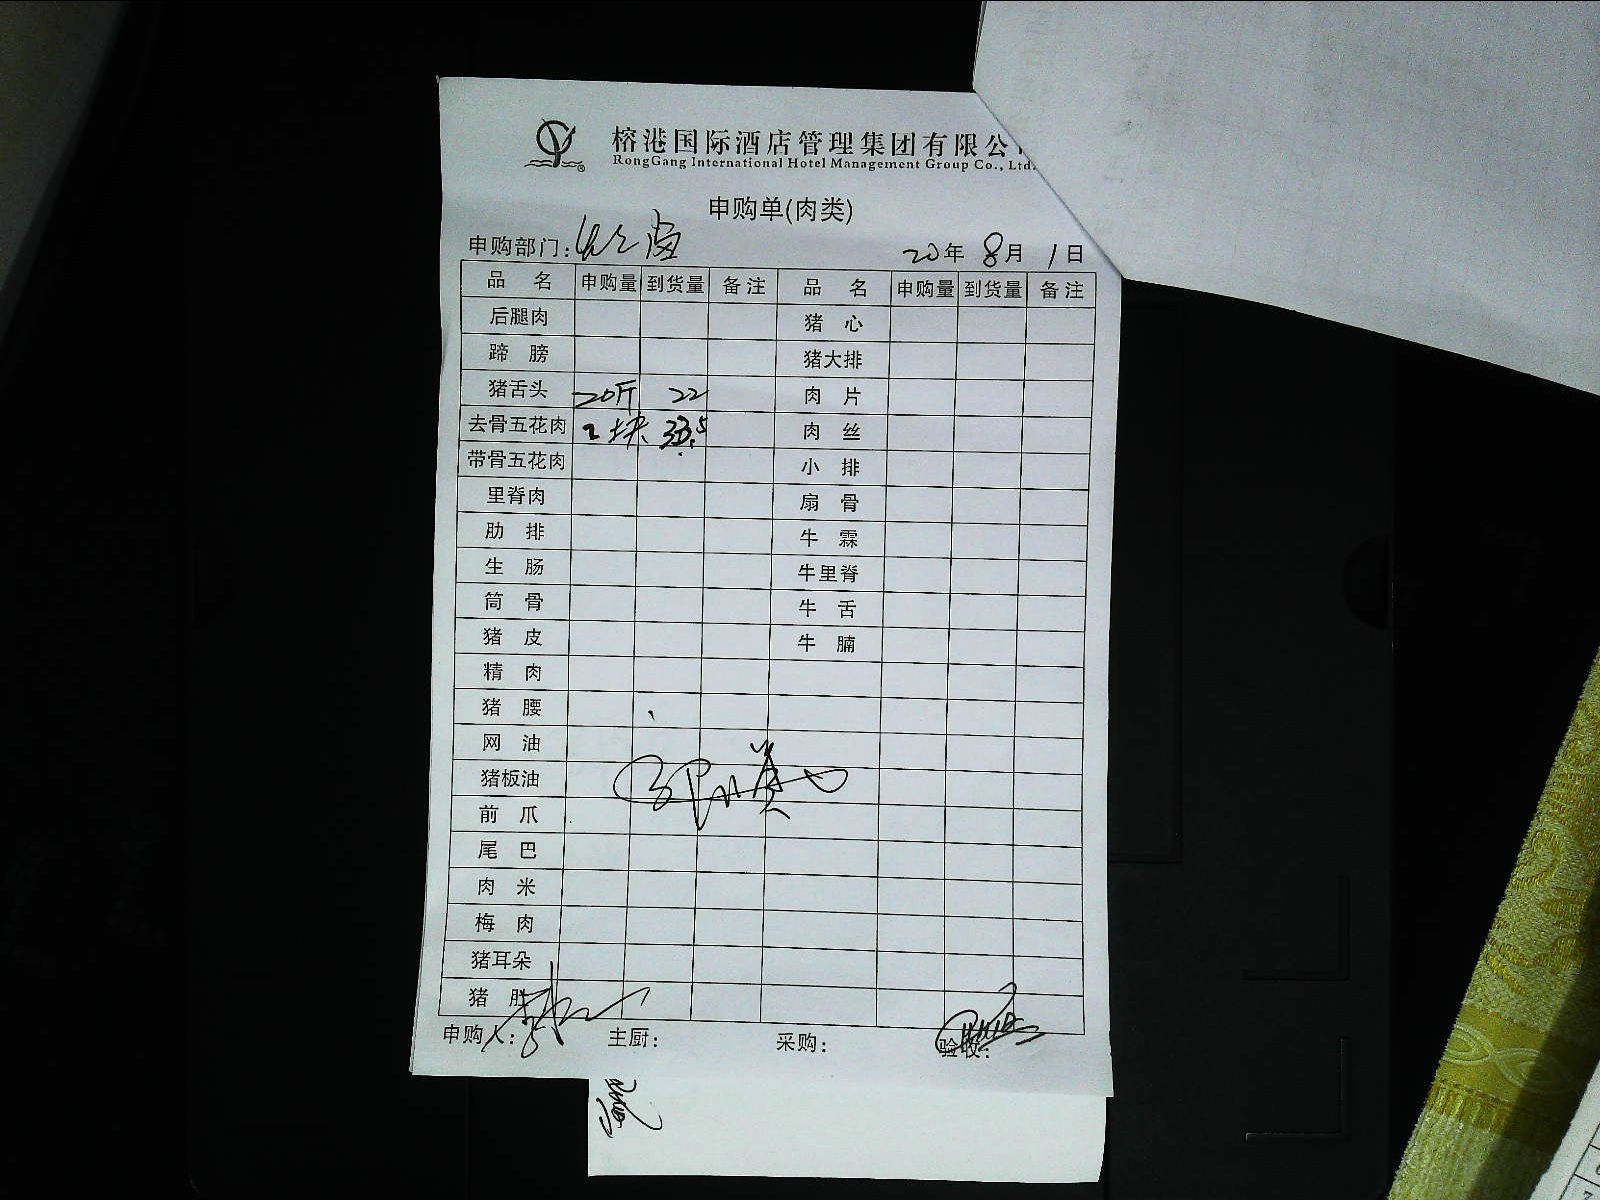 榕港国际酒店管理集团有限公
RongGang International Hotel Management Group Co., Ltd.
申购单(肉类)
申购部门: 20年 8月 1日
品 名 申购量 到货量 备注 品 名 申购量 到货量 备注
后腿肉 猪 心
蹄 膀 猪大排
猪舌头 20斤 22 肉 片
去骨五花肉 2块 33.5 肉 丝
带骨五花肉 小 排
里脊肉 扇 骨
肋 排 牛 霖
生 肠 牛里脊
筒 骨 牛 舌
猪 皮 牛 腩
精 肉
猪 腰
网 油
猪板油
前 爪
尾 巴
肉 米
梅 肉
猪耳朵
猪 肚
申购人: 主厨: 采购: 验收: